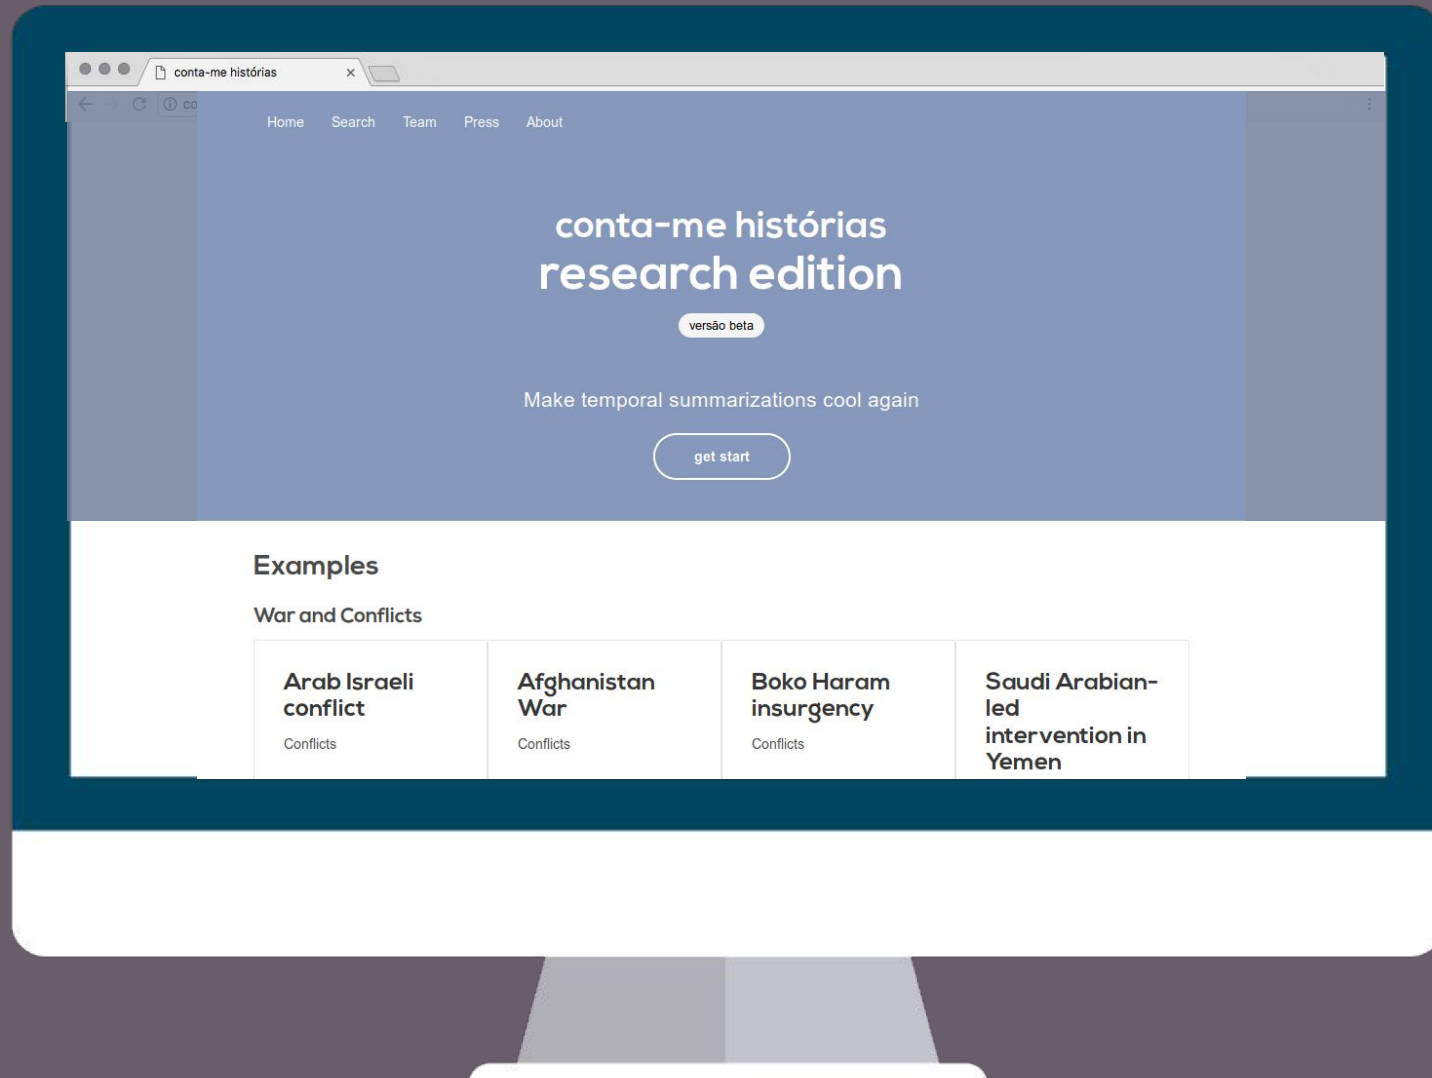 conta-me histórias
co
Home Search Team Press About
conta-me histórias
research edition
versão beta
Make temporal summarizations cool again
get start
Examples
War and Conflicts
Arab Israeli
conflict
Conflicts
Afghanistan
War
Conflicts
Boko Haram
insurgency
Conflicts
Saudi Arabian-
led
intervention in
Yemen